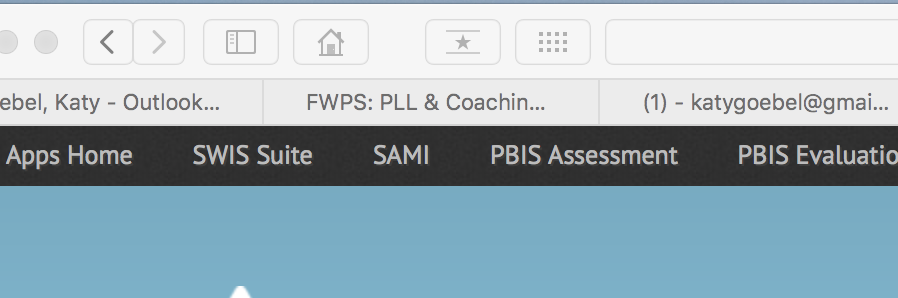 ebel, Katy - Outlook... FWPS: PLL & Coachin... (1) - katygoebel@gmai...
Apps Home SWIS Suite SAMI PBIS Assessment PBIS Evaluatio